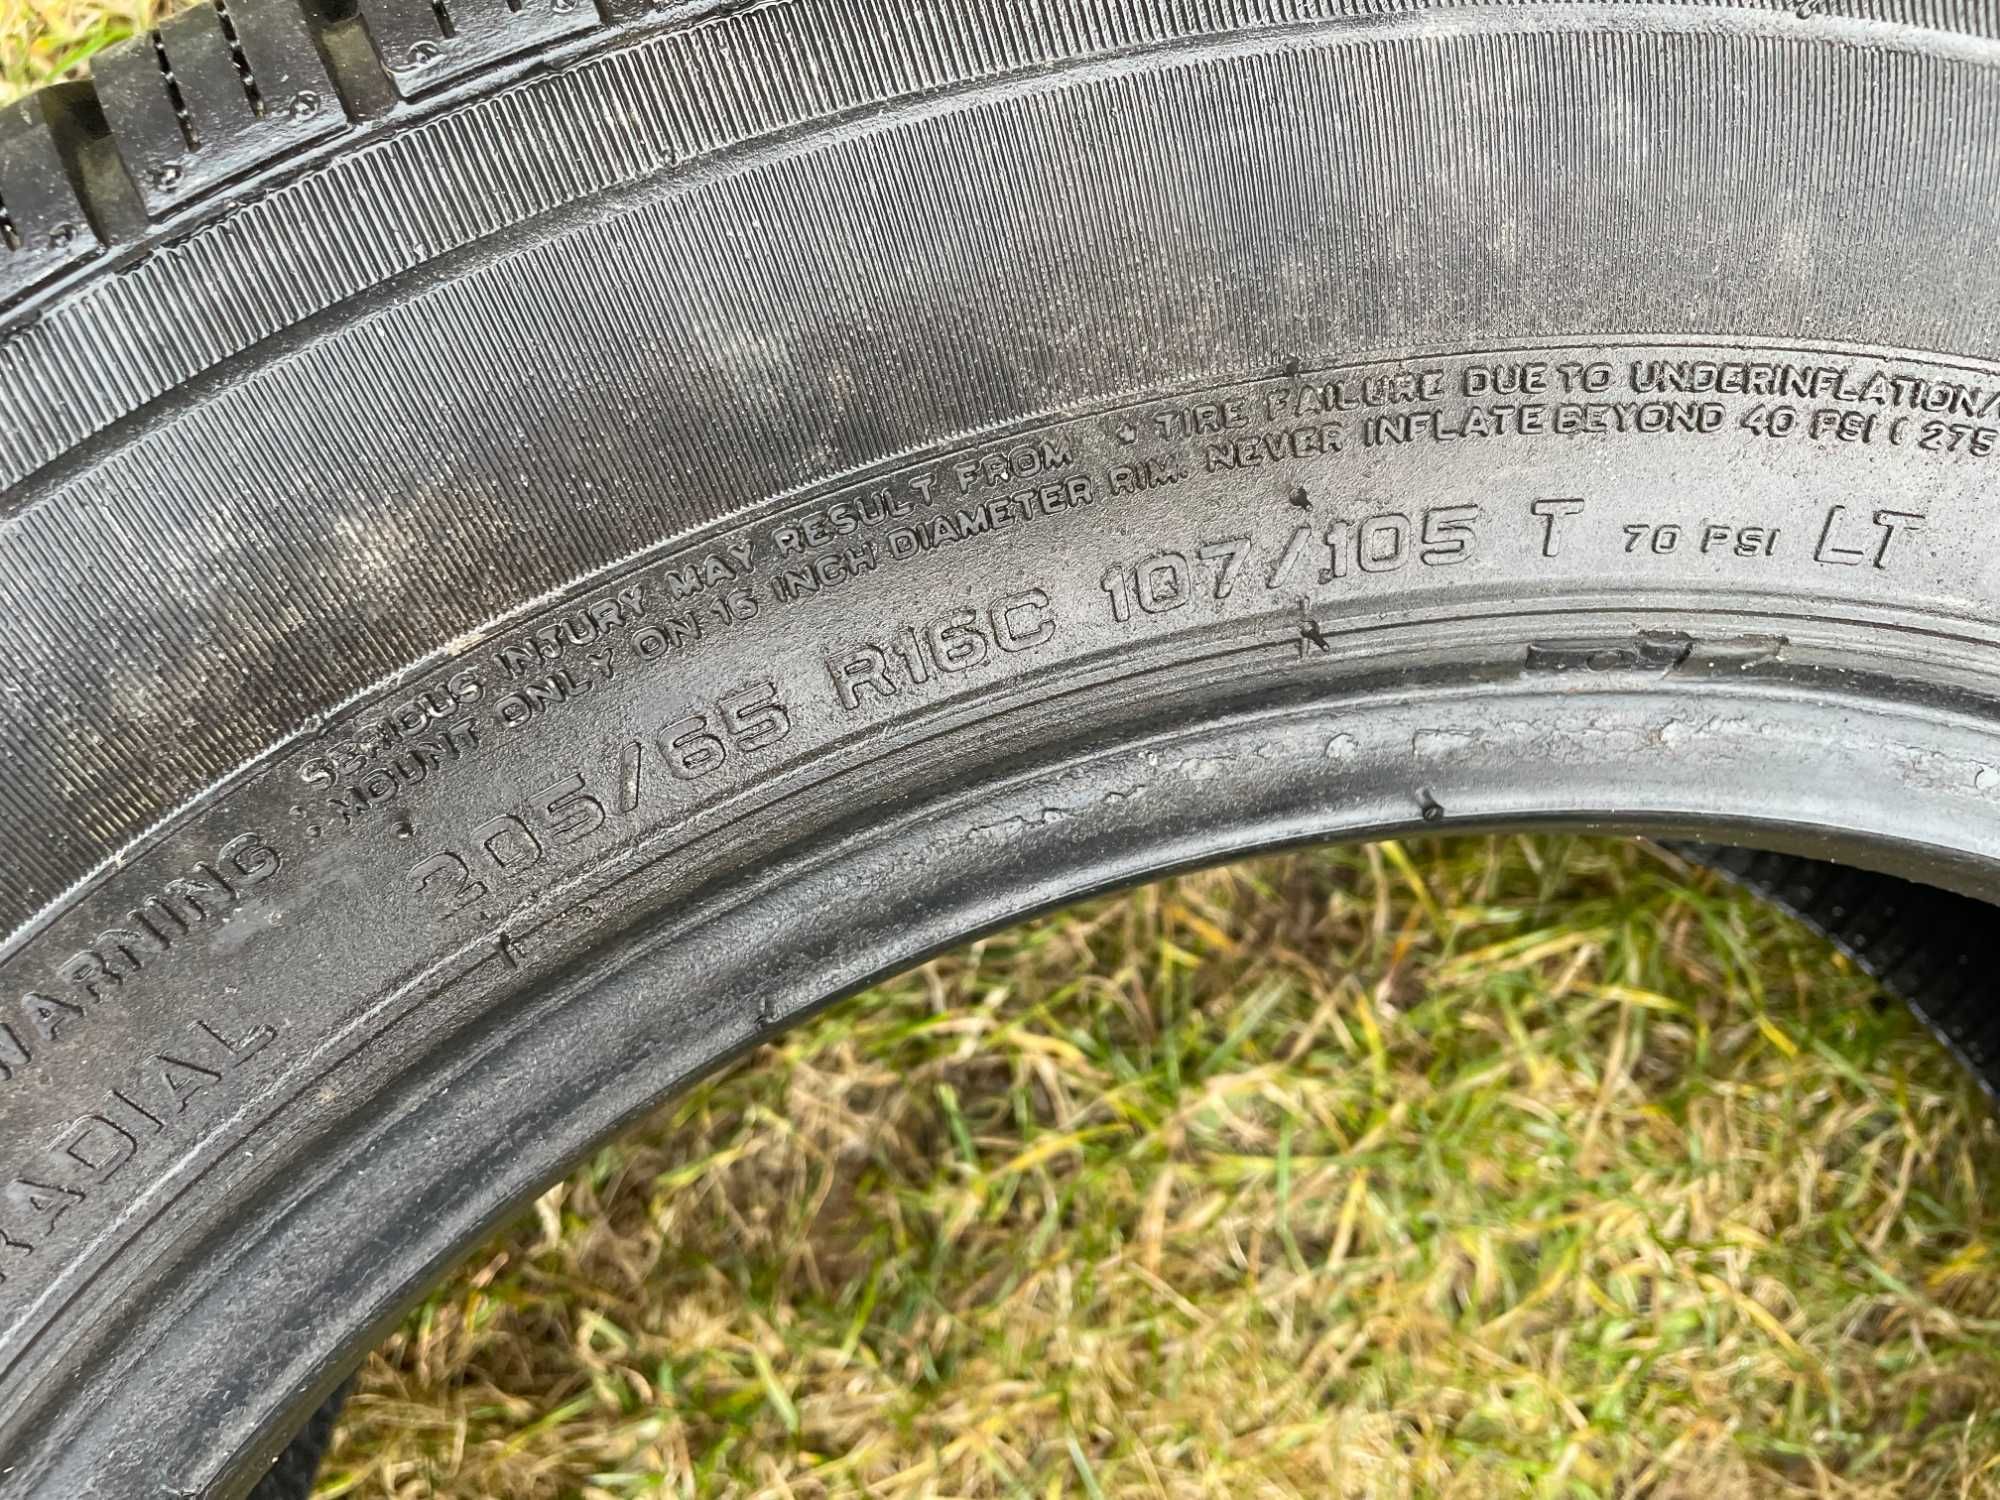 WARNING : SERIOUS INJURY MAY RESULT FROM • TIRE FAILURE DUE TO UNDERINFLATION/
• MOUNT ONLY ON 16 INCH DIAMETER RIM. NEVER INFLATE BEYOND 40 PSI ( 275
RADIAL 205/65 R16C 107/105 T 70 PSI LT